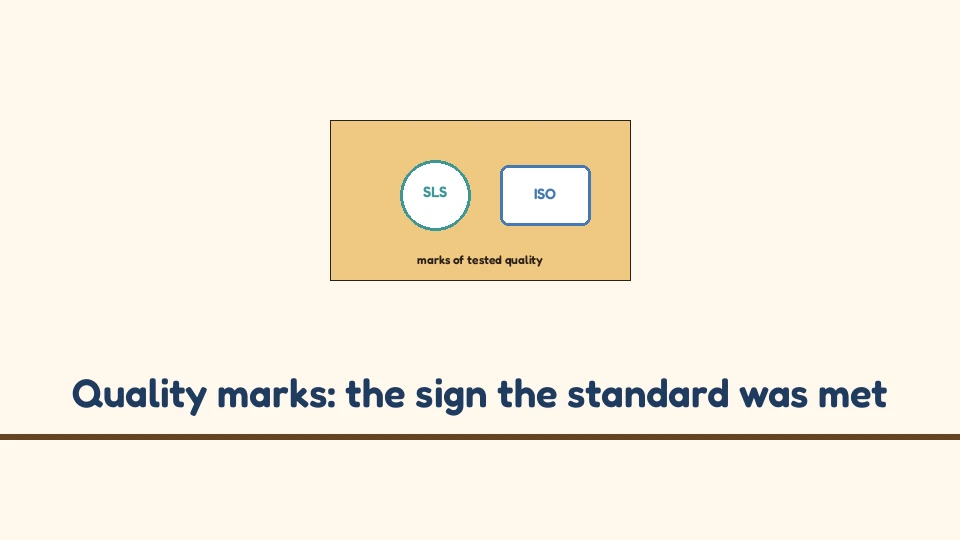 SLS
ISO
marks of tested quality
Quality marks: the sign the standard was met